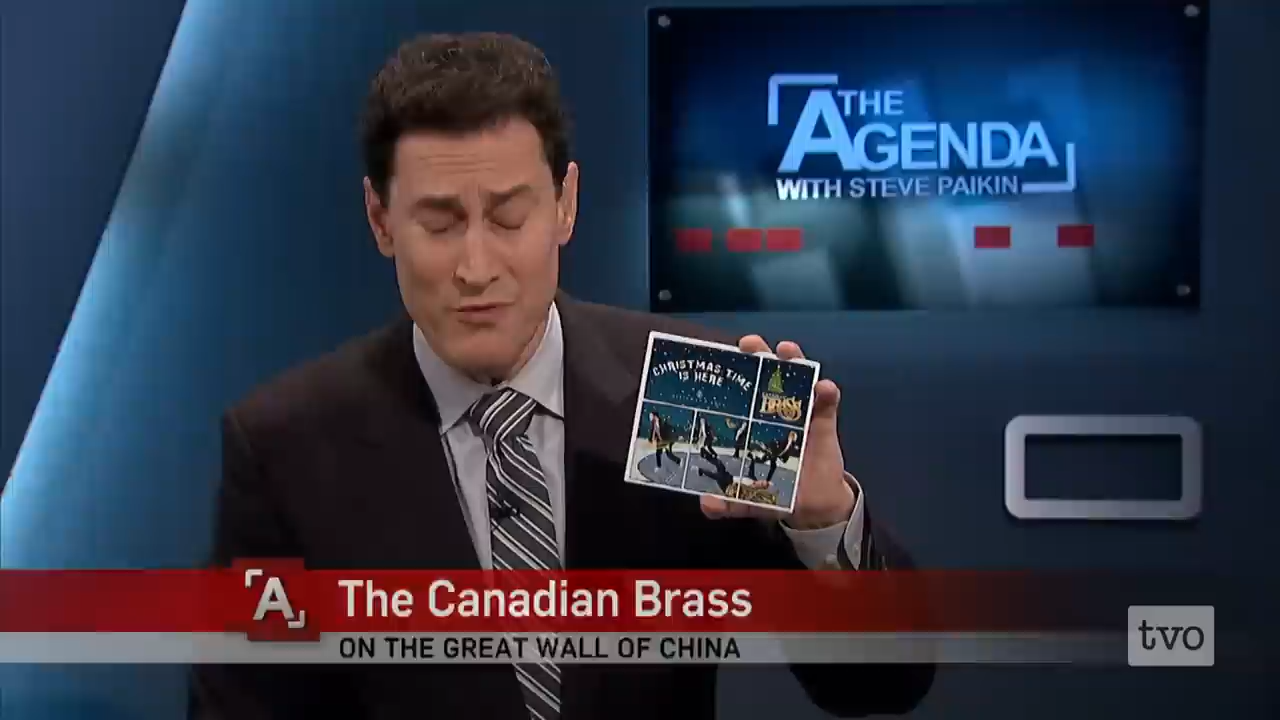 THE
AGENDA
WITH STEVE PAIKIN
CHRISTMAS TIME
IS HERE
BRASS
A
The Canadian Brass
ON THE GREAT WALL OF CHINA
tvo